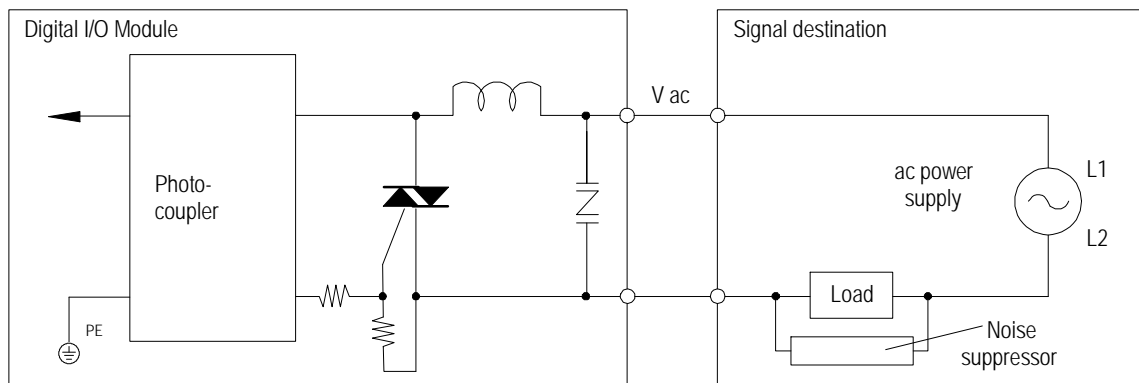 Digital I/O Module
Signal destination
V ac
Photo-
coupler
ac power
supply
L1
L2
Load
PE
Noise
suppressor